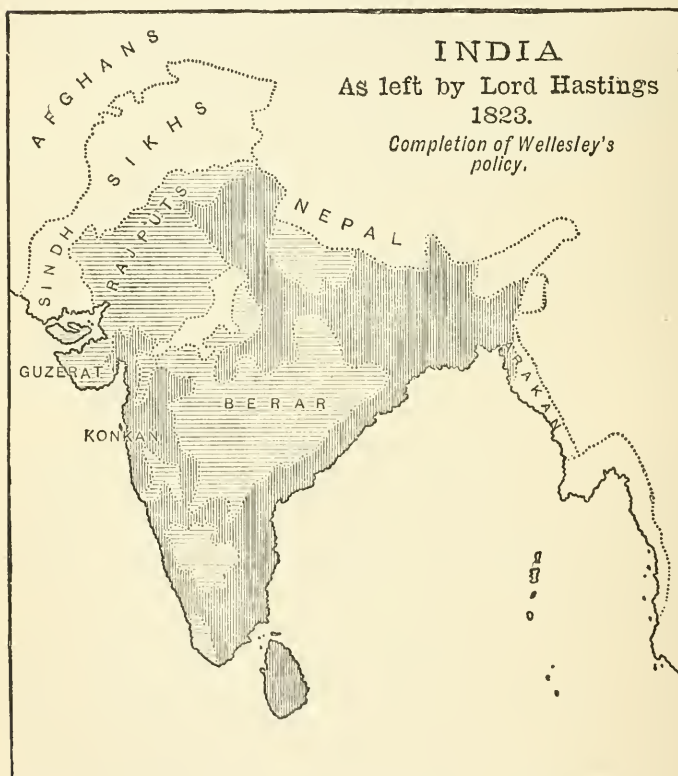 INDIA
As left by Lord Hastings
1823.
Completion of Wellesley's
policy.
AFGHANS
SIKHS
SINDH
RAJPUTS
NEPAL
GUZERAT
BERAR
ARAKAN
KONKAN